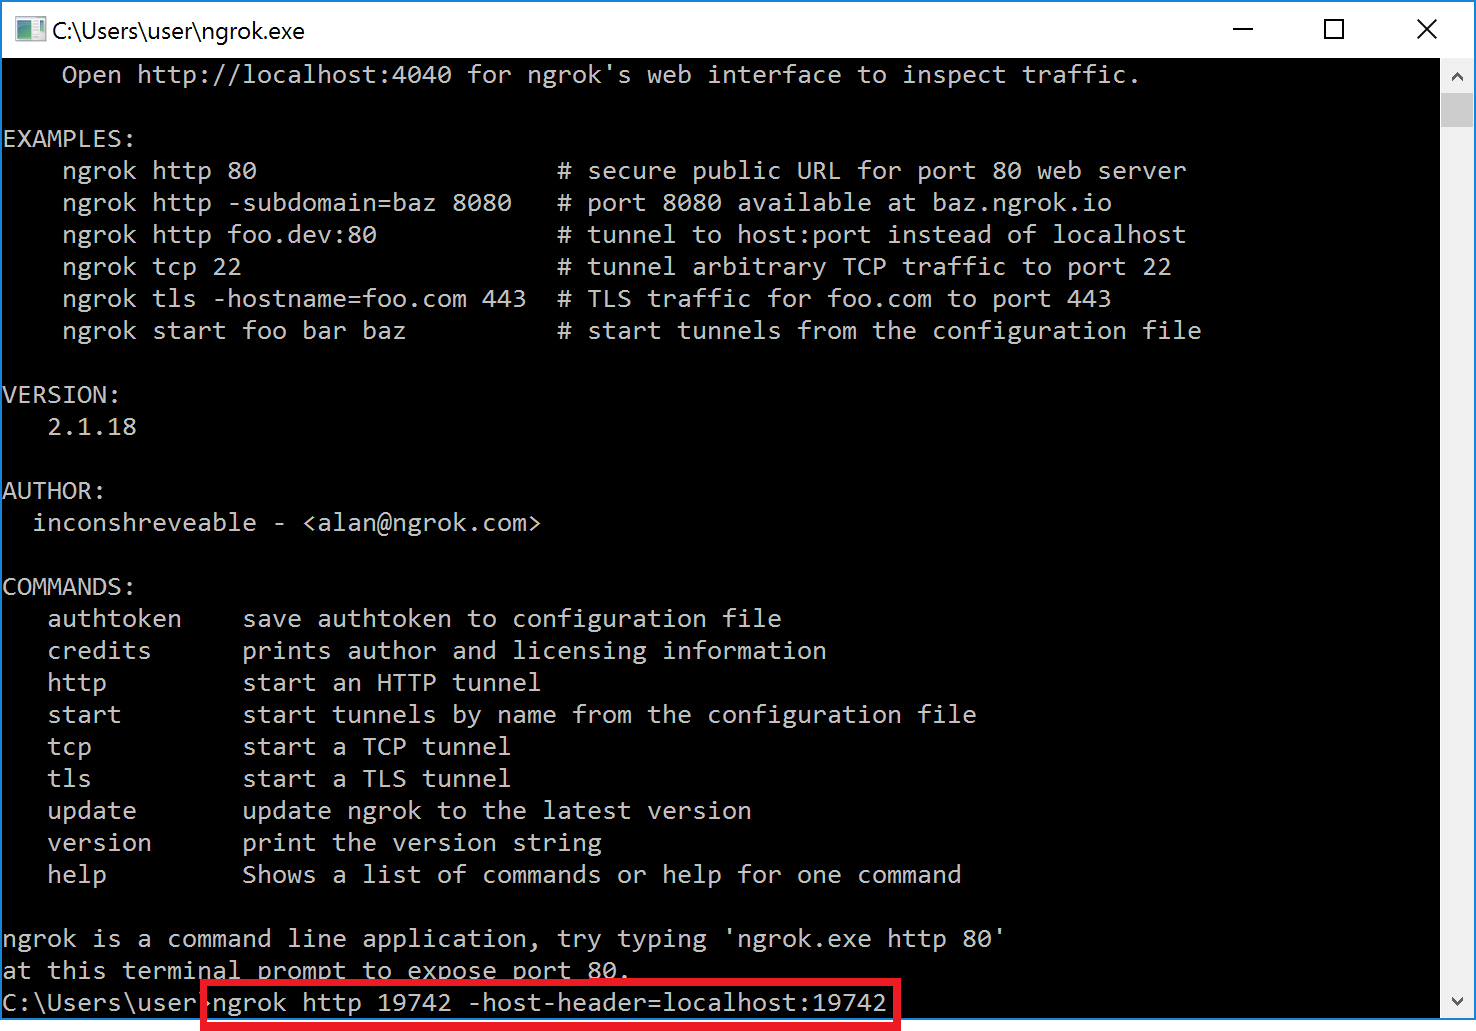 C:\Users\user\ngrok.exe
Open http://localhost:4040 for ngrok's web interface to inspect traffic.
EXAMPLES:
ngrok http 80 # secure public URL for port 80 web server
ngrok http -subdomain=baz 8080 # port 8080 available at baz.ngrok.io
ngrok http foo.dev:80 # tunnel to host:port instead of localhost
ngrok tcp 22 # tunnel arbitrary TCP traffic to port 22
ngrok tls -hostname=foo.com 443 # TLS traffic for foo.com to port 443
ngrok start foo bar baz # start tunnels from the configuration file
VERSION:
2.1.18
AUTHOR:
inconshreveable - <alan@ngrok.com>
COMMANDS:
authtoken save authtoken to configuration file
credits prints author and licensing information
http start an HTTP tunnel
start start tunnels by name from the configuration file
tcp start a TCP tunnel
tls start a TLS tunnel
update update ngrok to the latest version
version print the version string
help Shows a list of commands or help for one command
ngrok is a command line application, try typing 'ngrok.exe http 80'
at this terminal prompt to expose port 80.
C:\Users\user>ngrok http 19742 -host-header=localhost:19742